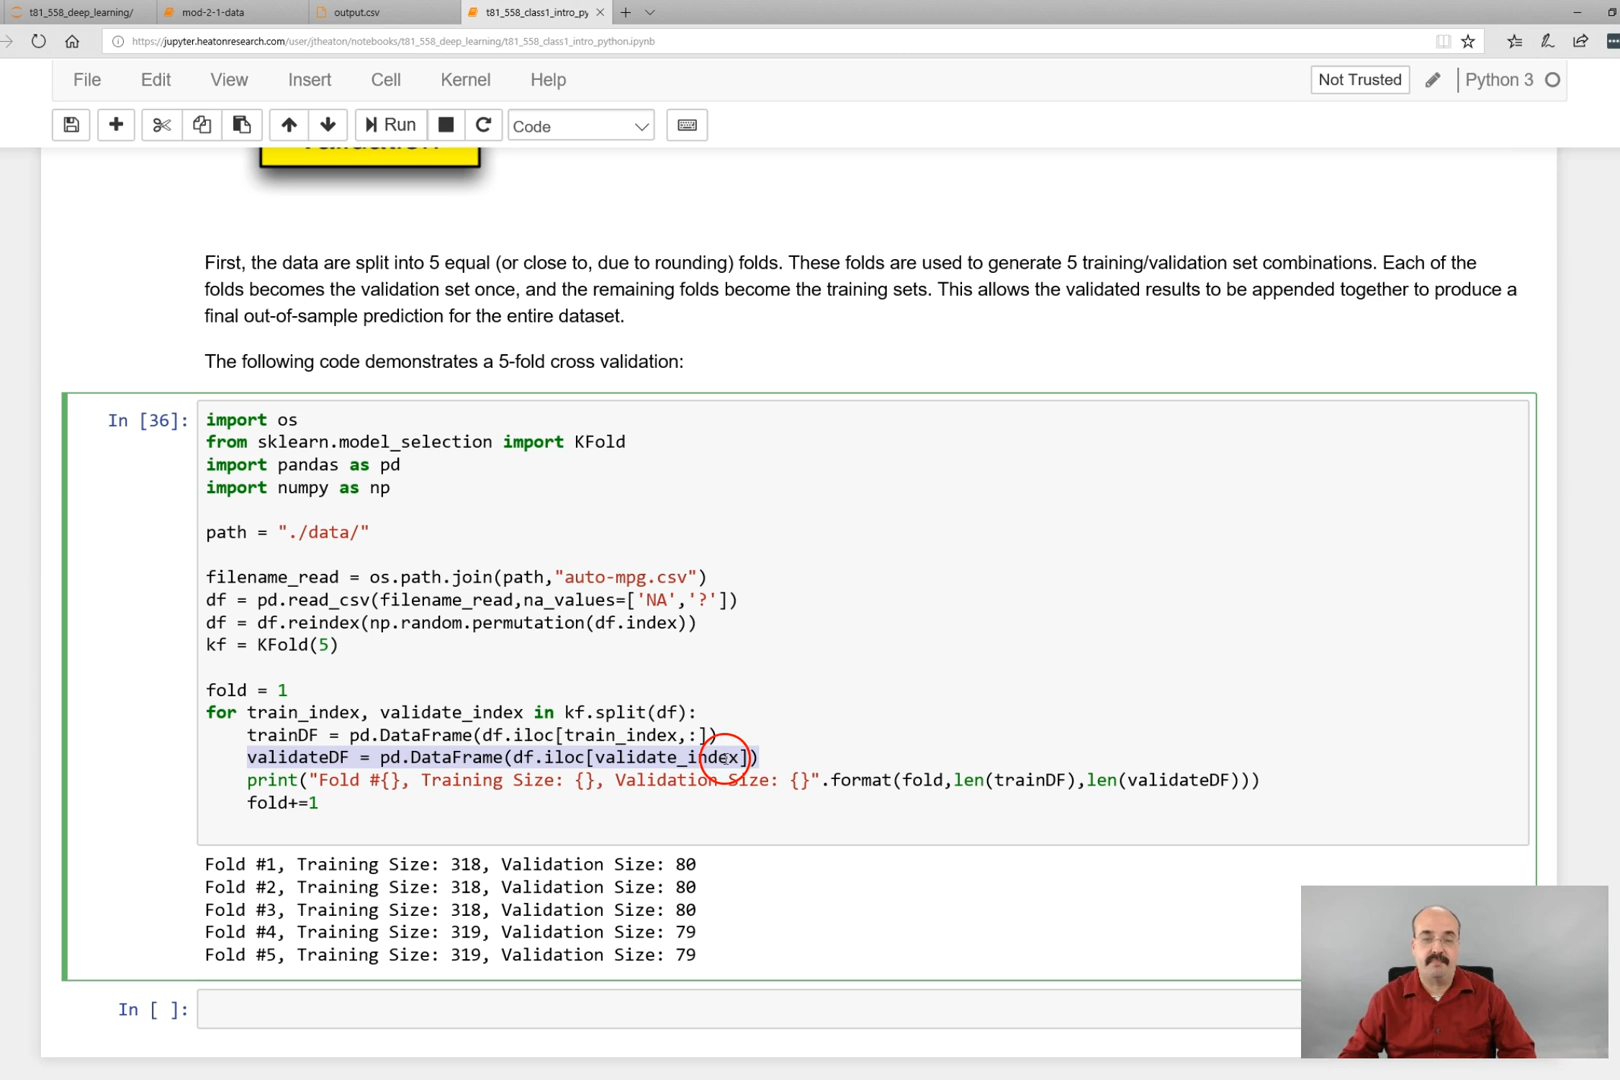 t81_558_deep_learning/
mod-2-1-data
output.csv
t81_558_class1_intro_py
https://jupyter.heatonresearch.com/user/jtheaton/notebooks/t81_558_deep_learning/t81_558_class1_intro_python.ipynb
File Edit View Insert Cell Kernel Help
Not Trusted
Python 3
Run
Code
First, the data are split into 5 equal (or close to, due to rounding) folds. These folds are used to generate 5 training/validation set combinations. Each of the
folds becomes the validation set once, and the remaining folds become the training sets. This allows the validated results to be appended together to produce a
final out-of-sample prediction for the entire dataset.
The following code demonstrates a 5-fold cross validation:
In [36]:
import os
from sklearn.model_selection import KFold
import pandas as pd
import numpy as np
path = "./data/"
filename_read = os.path.join(path,"auto-mpg.csv")
df = pd.read_csv(filename_read,na_values=['NA','?'])
df = df.reindex(np.random.permutation(df.index))
kf = KFold(5)
fold = 1
for train_index, validate_index in kf.split(df):
trainDF = pd.DataFrame(df.iloc[train_index,:])
validateDF = pd.DataFrame(df.iloc[validate_index])
print("Fold #{}, Training Size: {}, Validation Size: {}".format(fold,len(trainDF),len(validateDF)))
fold+=1
Fold #1, Training Size: 318, Validation Size: 80
Fold #2, Training Size: 318, Validation Size: 80
Fold #3, Training Size: 318, Validation Size: 80
Fold #4, Training Size: 319, Validation Size: 79
Fold #5, Training Size: 319, Validation Size: 79
In [ ]: